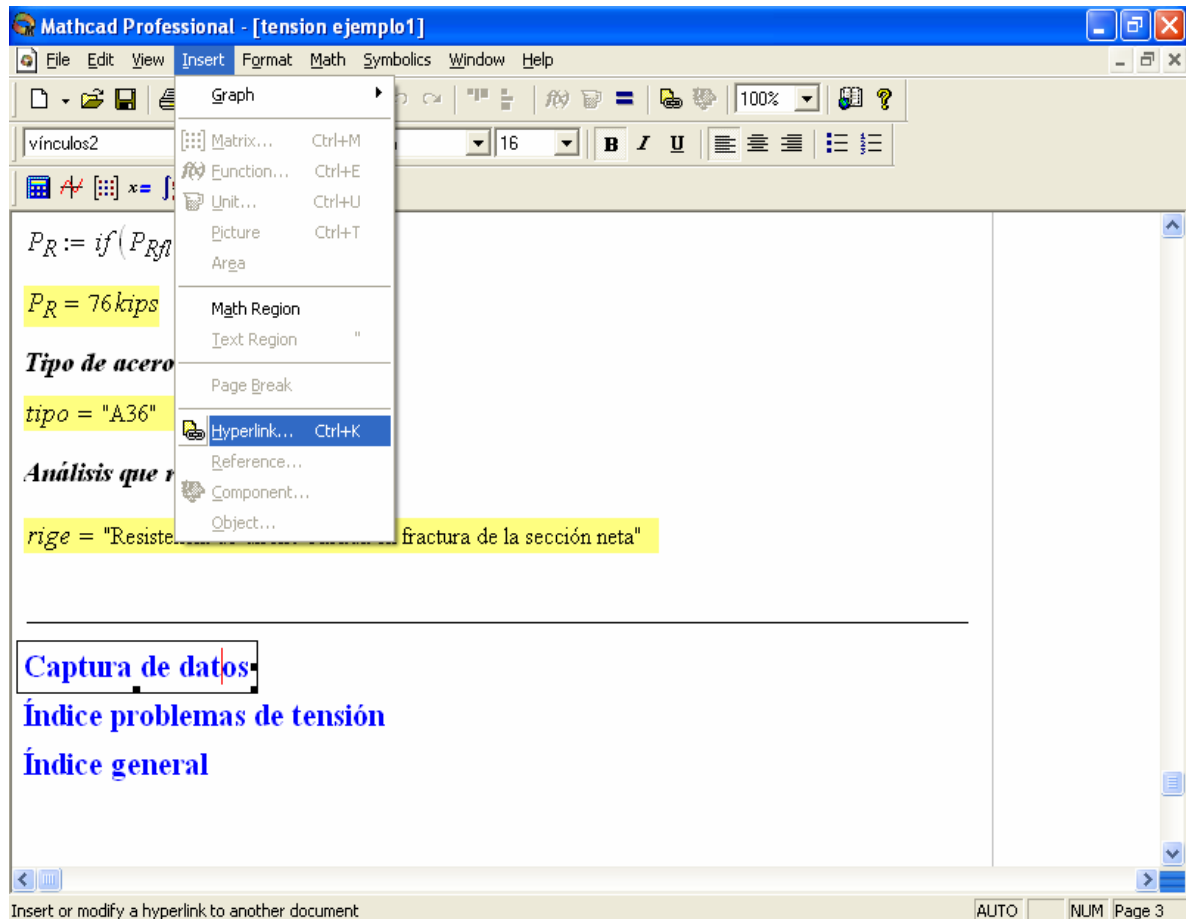 Mathcad Professional - [tension ejemplo1]
File Edit View Insert Format Math Symbolics Window Help
100%
vínculos2 16 B I U
x=
Graph
Matrix... Ctrl+M
Function... Ctrl+E
Unit... Ctrl+U
Picture Ctrl+T
Area
Math Region
Text Region "
Page Break
Hyperlink... Ctrl+K
Reference...
Component...
Object...
P_R := if(P_Rfl
P_R = 76 kips
Tipo de acero
tipo = "A36"
Análisis que r
rige = "Resiste fractura de la sección neta"
Captura de datos
Índice problemas de tensión
Índice general
Insert or modify a hyperlink to another document AUTO NUM Page 3